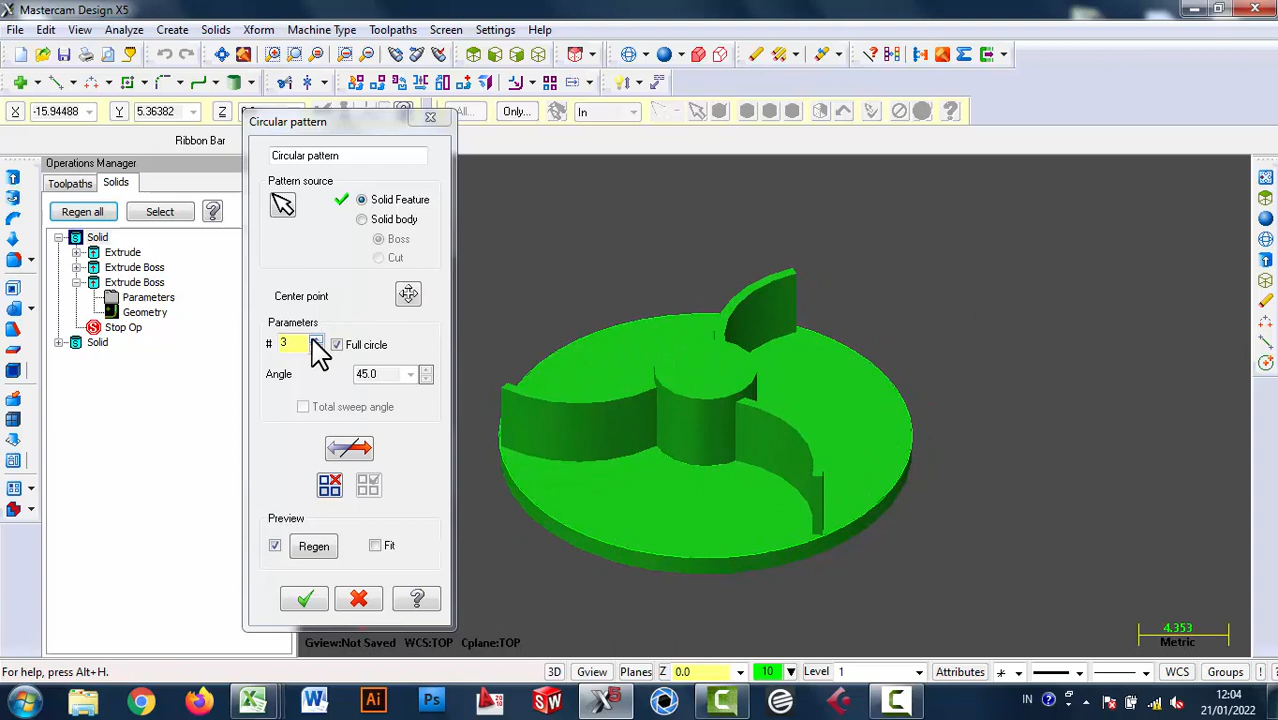 Mastercam Design X5
File Edit View Analyze Create Solids Xform Machine Type Toolpaths Screen Settings Help
X -15.94488 Y 5.36382 Z All... Only... In
Circular pattern
Ribbon Bar
Operations Manager
Toolpaths Solids
Regen all Select
Solid
Extrude
Extrude Boss
Extrude Boss
Parameters
Geometry
Stop Op
Solid
Circular pattern
Pattern source
Solid Feature
Solid body
Boss
Cut
Center point
Parameters
# 3 Full circle
Angle 45.0
Total sweep angle
Preview
Regen Fit
Gview:Not Saved WCS:TOP Cplane:TOP
4.353
Metric
For help, press Alt+H.
3D Gview Planes Z 0.0 10 Level 1 Attributes WCS Groups
IN 12:04
21/01/2022